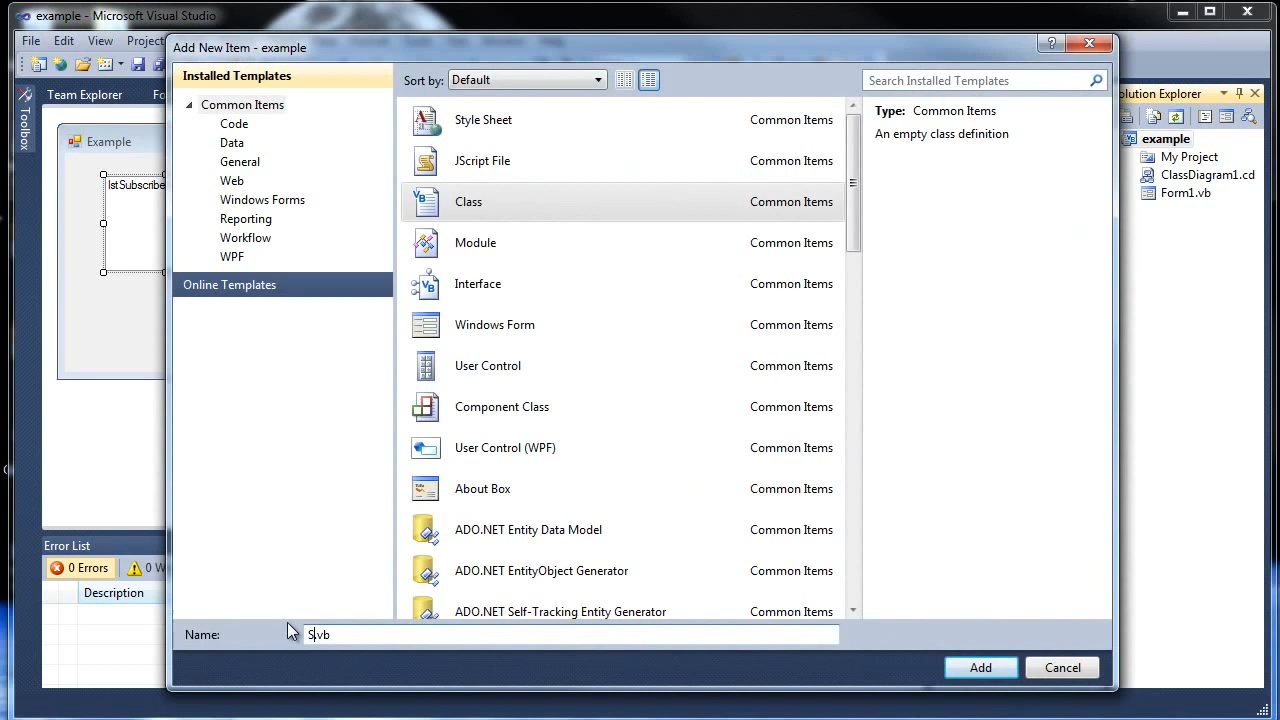 example - Microsoft Visual Studio
File Edit View Project
Team Explorer
Toolbox
Example
lstSubscribe
Error List
0 Errors
0 W
Description
Add New Item - example
Installed Templates
Common Items
Code
Data
General
Web
Windows Forms
Reporting
Workflow
WPF
Online Templates
Sort by: Default
Search Installed Templates
Style Sheet Common Items
JScript File Common Items
Class Common Items
Module Common Items
Interface Common Items
Windows Form Common Items
User Control Common Items
Component Class Common Items
User Control (WPF) Common Items
About Box Common Items
ADO.NET Entity Data Model Common Items
ADO.NET EntityObject Generator Common Items
ADO.NET Self-Tracking Entity Generator Common Items
Type: Common Items
An empty class definition
Name: S.vb
Add Cancel
olution Explorer
example
My Project
ClassDiagram1.cd
Form1.vb